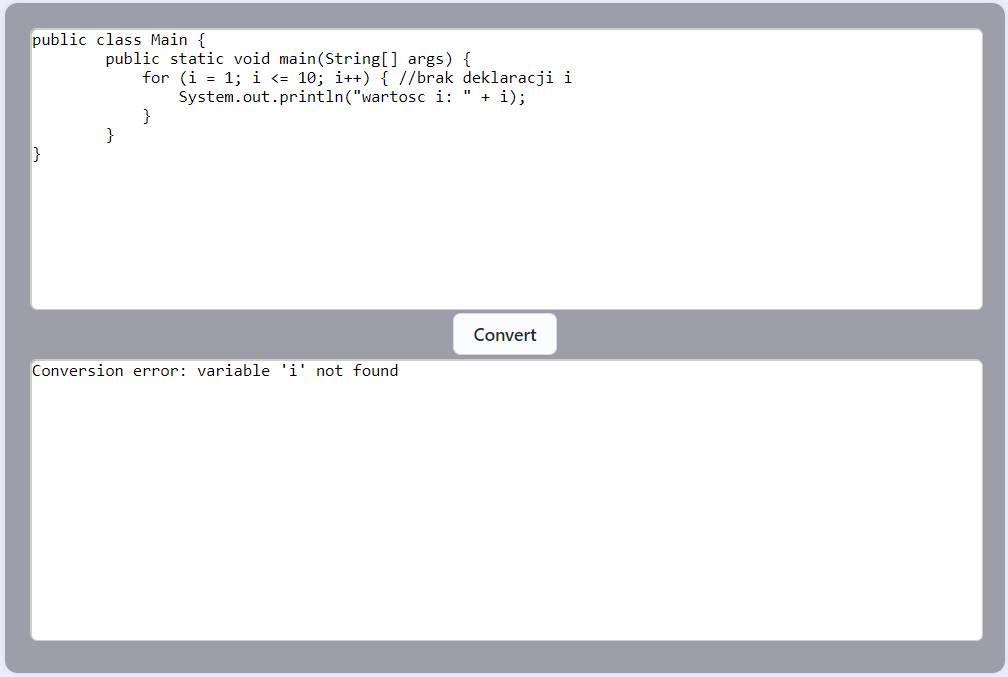 public class Main {
public static void main(String[] args) {
for (i = 1; i <= 10; i++) { //brak deklaracji i
System.out.println("wartosc i: " + i);
}
}
}
Convert
Conversion error: variable 'i' not found